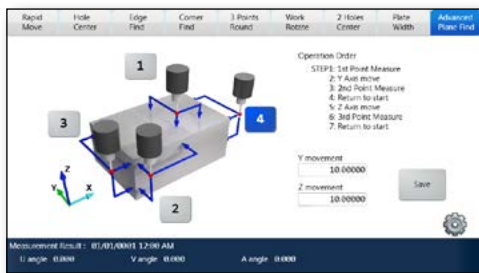 Rapid Move
Hole Center
Edge Find
Corner Find
3 Points Round
Work Rotate
2 Holes Center
Plate Width
Advanced Plane Find
Operation Order
STEP1: 1st Point Measure
2: Y Axis move
3: 2nd Point Measure
4: Return to start
5: Z Axis move
6: 3rd Point Measure
7: Return to start
1
3
4
2
Z
Y
X
Y movement
10.00000
Z movement
10.00000
Save
Measurement Result : 01/01/0001 12:00 AM
U angle 0.000 V angle 0.000 A angle 0.000